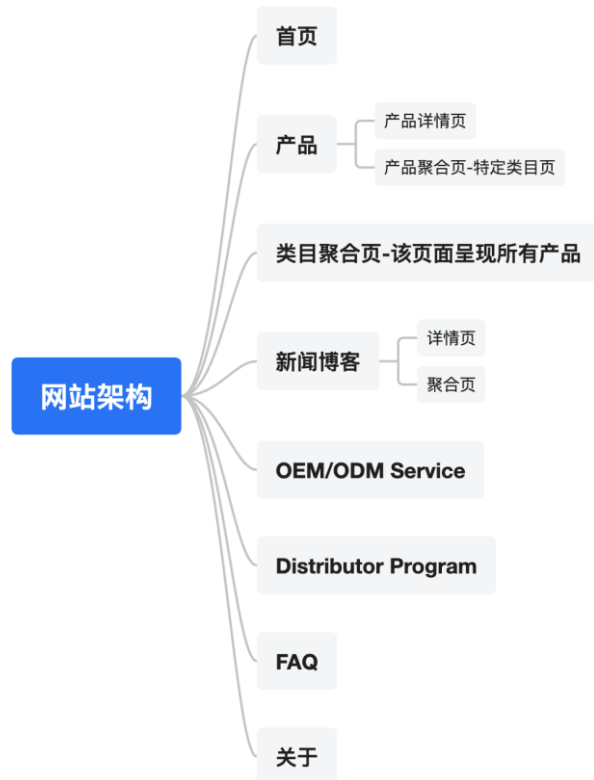 首页
产品
产品详情页
产品聚合页-特定类目页
类目聚合页-该页面呈现所有产品
新闻博客
详情页
聚合页
网站架构
OEM/ODM Service
Distributor Program
FAQ
关于